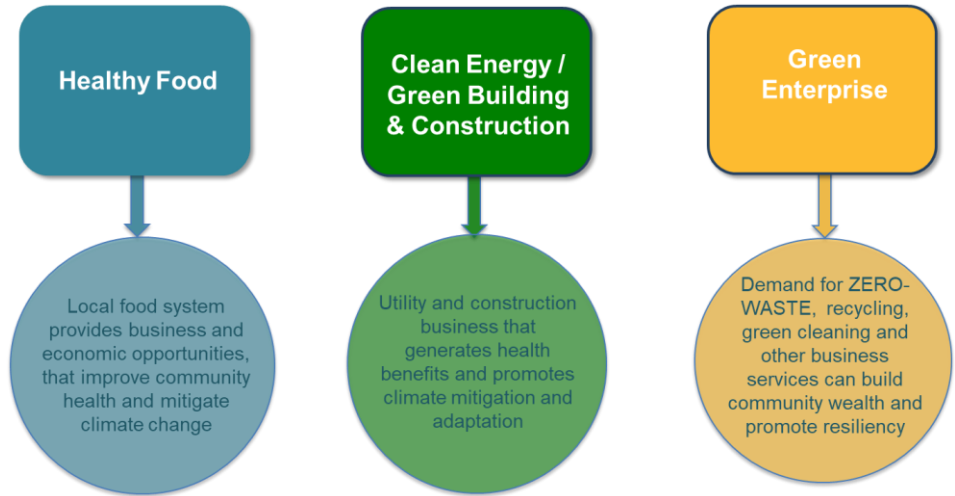 Healthy Food
Clean Energy /
Green Building
& Construction
Green
Enterprise
Local food system
provides business and
economic opportunities,
that improve community
health and mitigate
climate change
Utility and construction
business that
generates health
benefits and promotes
climate mitigation and
adaptation
Demand for ZERO-
WASTE, recycling,
green cleaning and
other business
services can build
community wealth and
promote resiliency